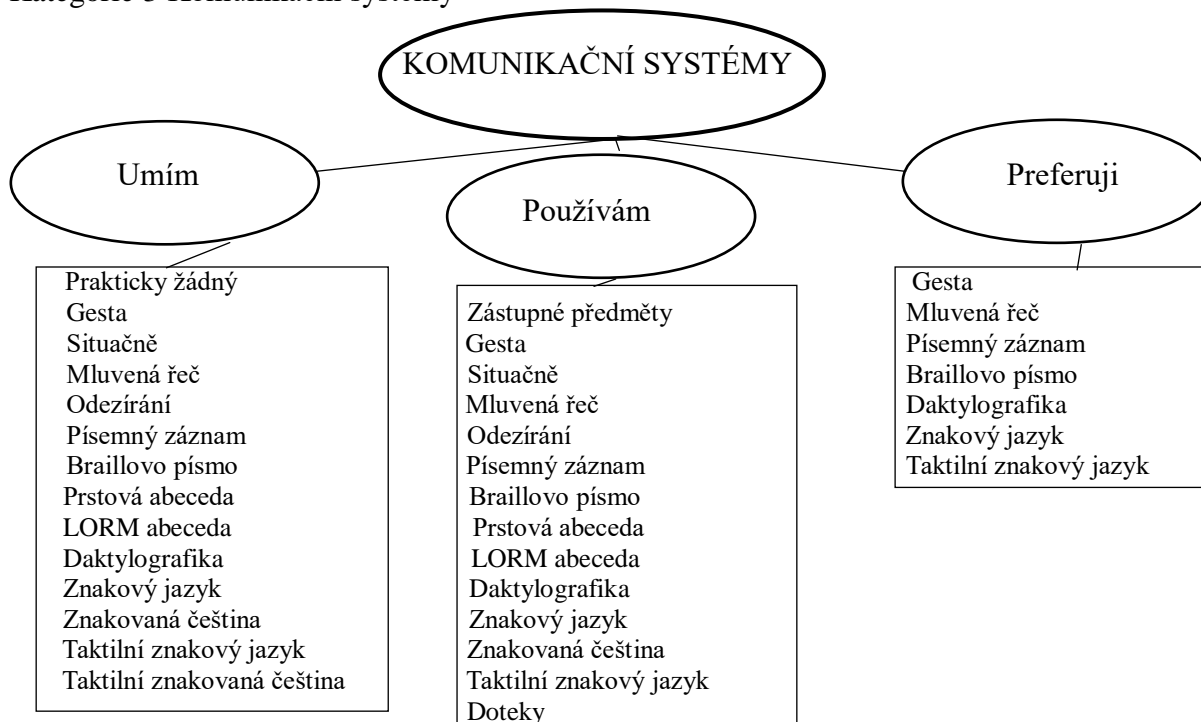 Kategorie 3 Komunikační systémy
KOMUNIKAČNÍ SYSTÉMY
Umím
Používám
Preferuji
Prakticky žádný
Gesta
Situačně
Mluvená řeč
Odezírání
Písemný záznam
Braillovo písmo
Prstová abeceda
LORM abeceda
Daktylografika
Znakový jazyk
Znakovaná čeština
Taktilní znakový jazyk
Taktilní znakovaná čeština
Zástupné předměty
Gesta
Situačně
Mluvená řeč
Odezírání
Písemný záznam
Braillovo písmo
Prstová abeceda
LORM abeceda
Daktylografika
Znakový jazyk
Znakovaná čeština
Taktilní znakový jazyk
Doteky
Gesta
Mluvená řeč
Písemný záznam
Braillovo písmo
Daktylografika
Znakový jazyk
Taktilní znakový jazyk